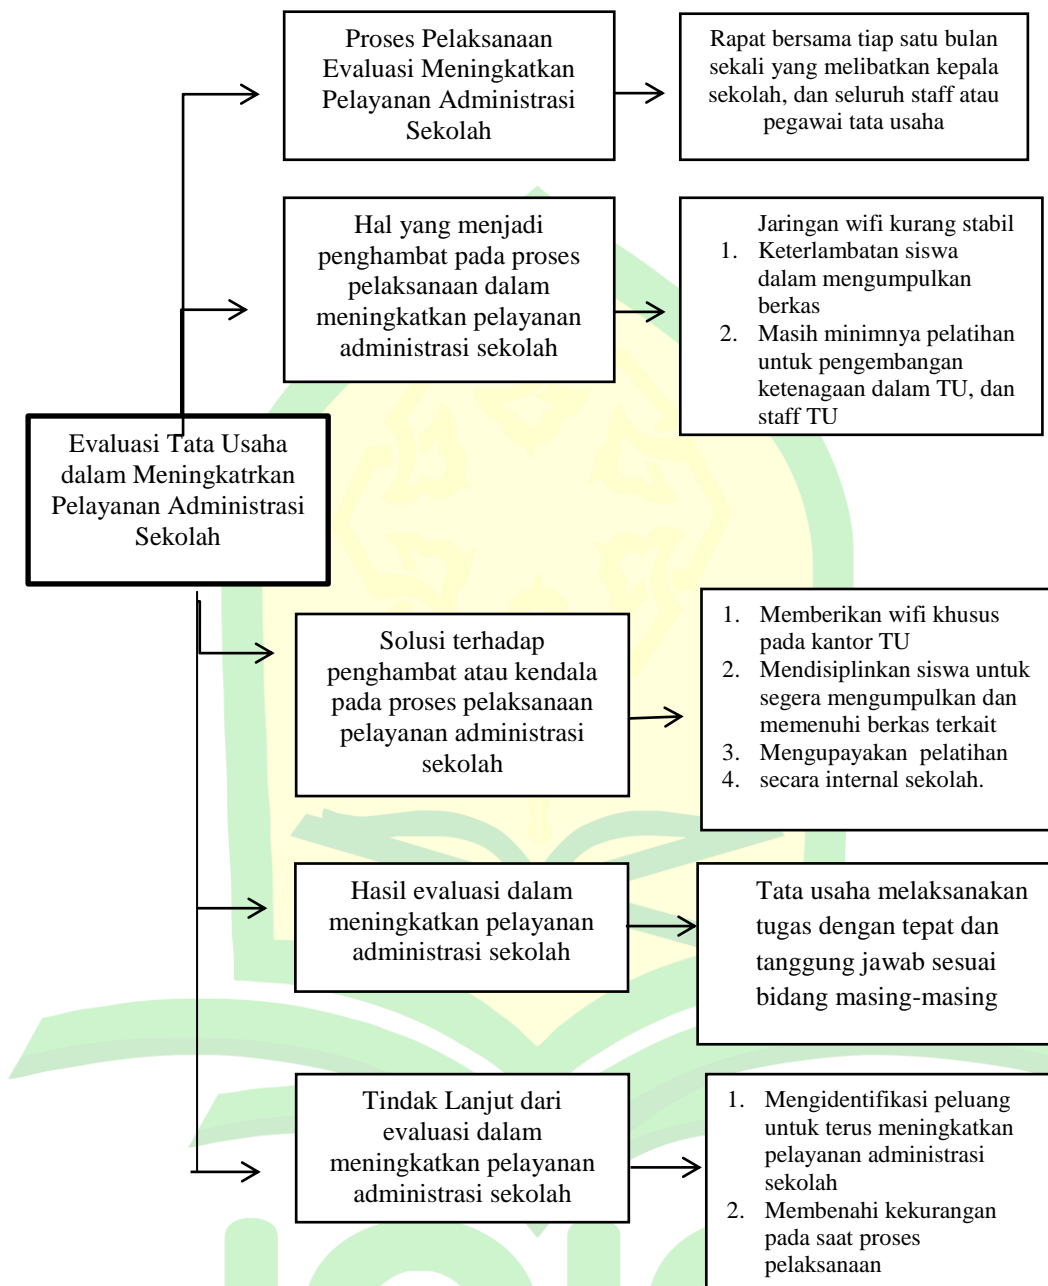 Proses Pelaksanaan
Evaluasi Meningkatkan
Pelayanan Administrasi
Sekolah
Rapat bersama tiap satu bulan
sekali yang melibatkan kepala
sekolah, dan seluruh staff atau
pegawai tata usaha
Hal yang menjadi
penghambat pada proses
pelaksanaan dalam
meningkatkan pelayanan
administrasi sekolah
Jaringan wifi kurang stabil
1. Keterlambatan siswa
dalam mengumpulkan
berkas
2. Masih minimnya pelatihan
untuk pengembangan
ketenagaan dalam TU, dan
staff TU
Evaluasi Tata Usaha
dalam Meningkatrkan
Pelayanan Administrasi
Sekolah
Solusi terhadap
penghambat atau kendala
pada proses pelaksanaan
pelayanan administrasi
sekolah
1. Memberikan wifi khusus
pada kantor TU
2. Mendisiplinkan siswa untuk
segera mengumpulkan dan
memenuhi berkas terkait
3. Mengupayakan pelatihan
4. secara internal sekolah.
Hasil evaluasi dalam
meningkatkan pelayanan
administrasi sekolah
Tata usaha melaksanakan
tugas dengan tepat dan
tanggung jawab sesuai
bidang masing-masing
Tindak Lanjut dari
evaluasi dalam
meningkatkan pelayanan
administrasi sekolah
1. Mengidentifikasi peluang
untuk terus meningkatkan
pelayanan administrasi
sekolah
2. Membenahi kekurangan
pada saat proses
pelaksanaan